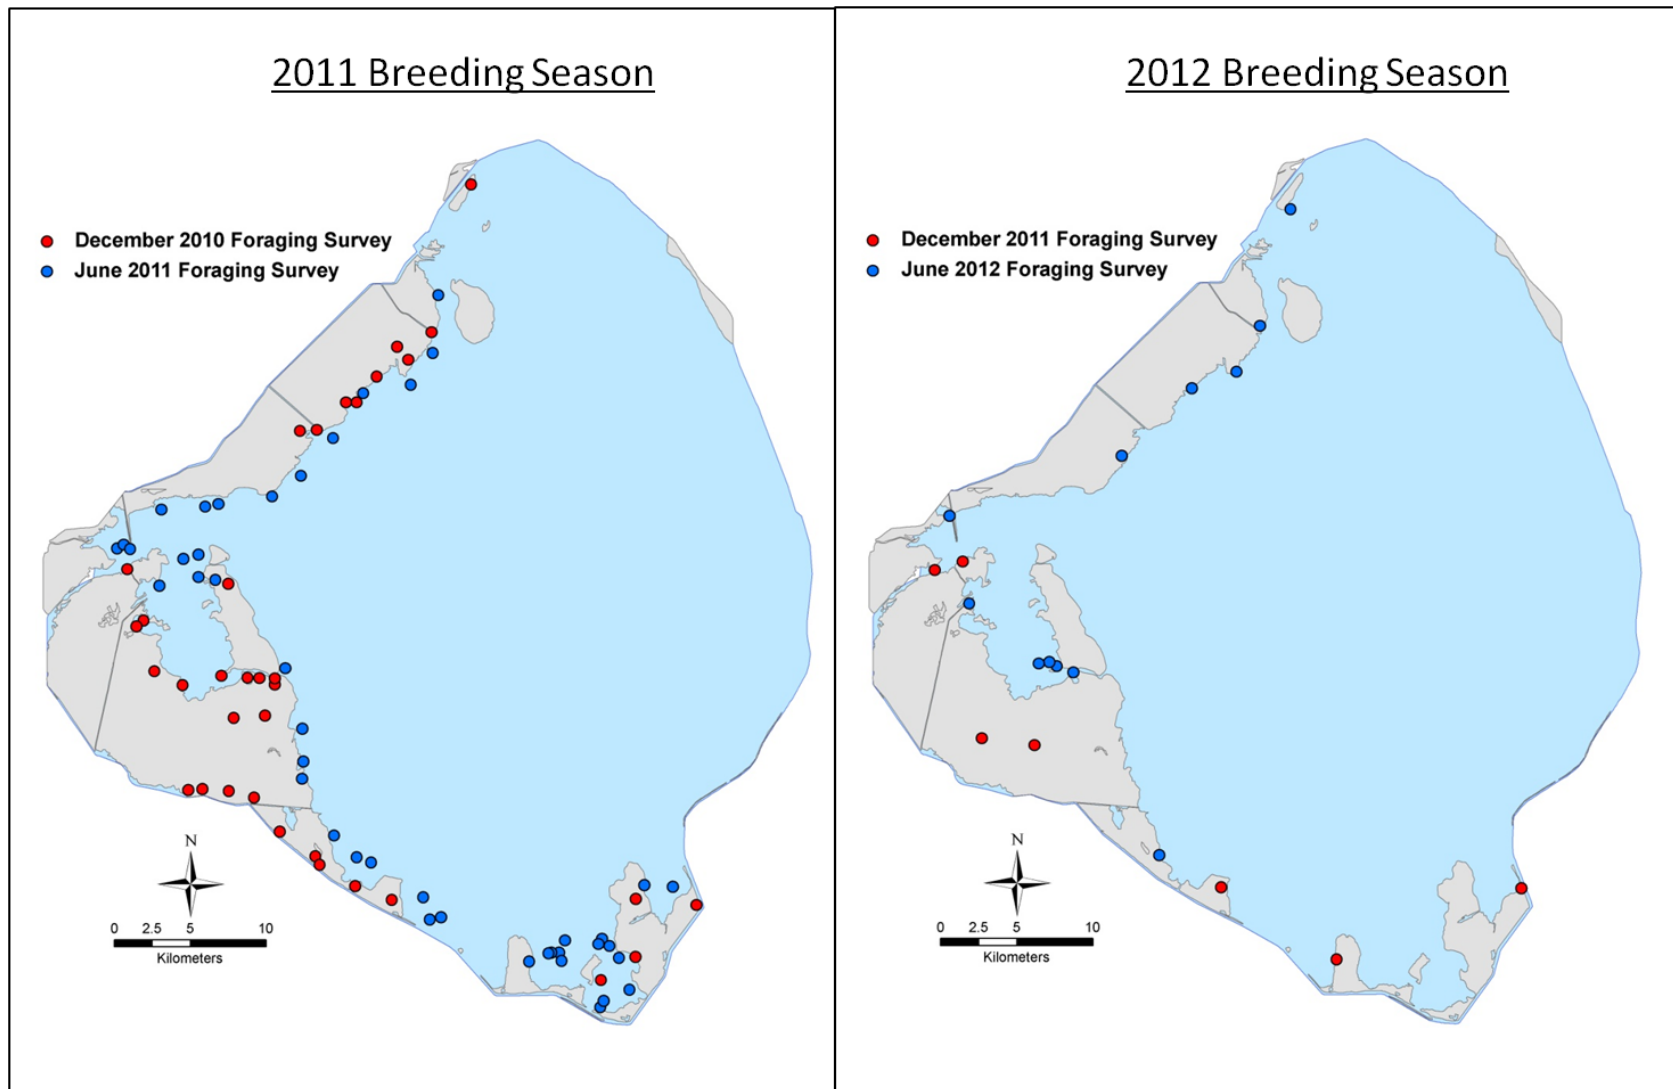 2011 Breeding Season
December 2010 Foraging Survey
June 2011 Foraging Survey
N
0 2.5 5 10
Kilometers
2012 Breeding Season
December 2011 Foraging Survey
June 2012 Foraging Survey
N
0 2.5 5 10
Kilometers